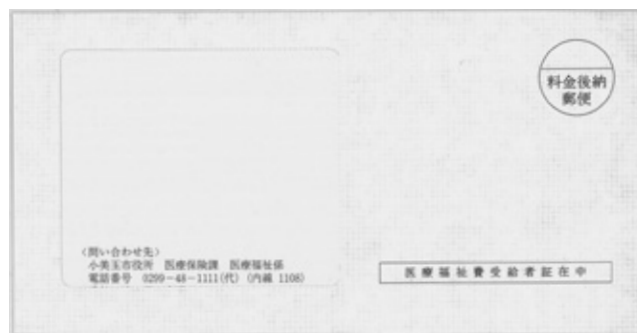 料金後納
郵便
〈問い合わせ先〉
小美玉市役所　医療保険課　医療福祉係
電話番号　0299－48－1111(代)　(内線 1108)
医療福祉費受給者証在中